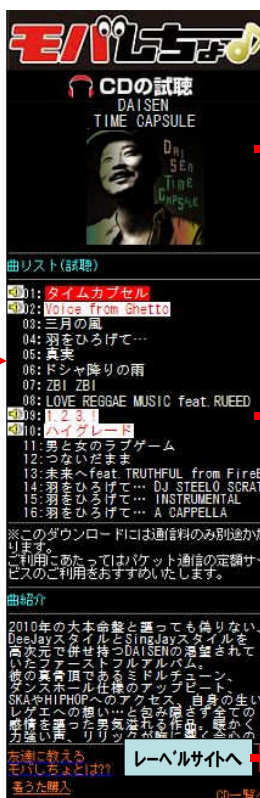 モバしちょ
CDの試聴
DAISEN
TIME CAPSULE
DAISEN
TIME
CAPSULE
曲リスト(試聴)
01:タイムカプセル
02:Voice from Ghetto
03:三月の風
04:羽をひろげて…
05:真実
06:ドシャ降りの雨
07:ZBI ZBI
08:LOVE REGGAE MUSIC feat.RUEED
09:1.2.3.!
10:ハイグレード
11:男と女のラブゲーム
12:つないだまま
13:未来へfeat.TRUTHFUL from FireB
14:羽をひろげて… DJ STEELO SCRAT
15:羽をひろげて… INSTRUMENTAL
16:羽をひろげて… A CAPPELLA
※このダウンロードには通信料のみ別途か
ります。
ご利用にあたってはパケット通信の定額サー
ビスのご利用をおすすめいたします。
曲紹介
2010年の大本命盤と謳っても偽りない、
DeeJayスタイルとSingJayスタイルを
高次元で併せ持つDAISENの渇望されて
いたファーストフルアルバム。
彼の真骨頂であるミドルチューン、
ダンスホール仕様のアップビート、
SKAやHIPHOPへのアクセス、自身の生い
レゲエへの想い…と包み隠さず全ての
感情を謳った男気溢れる作品。暖かく
力強い声、リリックが胸に響く会心の
友達に教える
モバしちょとは??
着うた購入
レーベルサイトへ
CD一覧へ